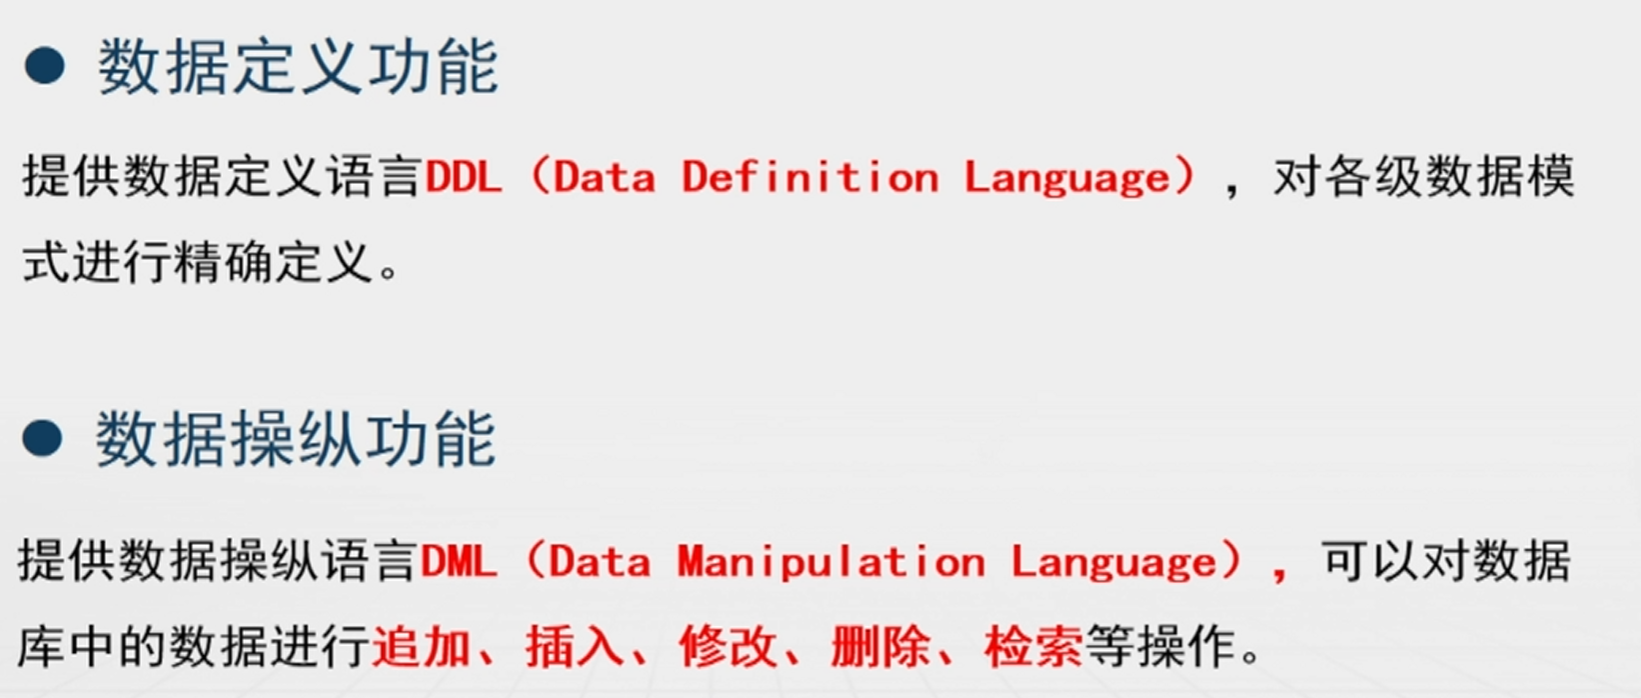 ● 数据定义功能
提供数据定义语言DDL（Data Definition Language），对各级数据模
式进行精确定义。
● 数据操纵功能
提供数据操纵语言DML（Data Manipulation Language），可以对数据
库中的数据进行追加、插入、修改、删除、检索等操作。